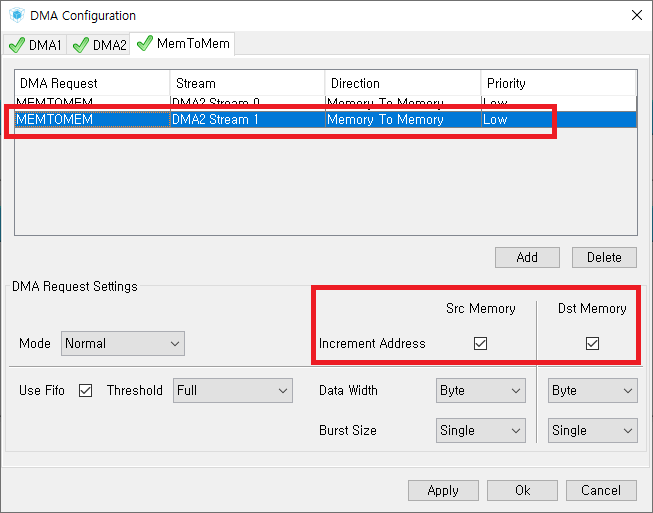 DMA Configuration
DMA1 DMA2 MemToMem
DMA Request Stream Direction Priority
MEMTOMEM DMA2 Stream 0 Memory To Memory Low
MEMTOMEM DMA2 Stream 1 Memory To Memory Low
Add Delete
DMA Request Settings
Src Memory Dst Memory
Mode Normal Increment Address
Use Fifo Threshold Full Data Width Byte Byte
Burst Size Single Single
Apply Ok Cancel